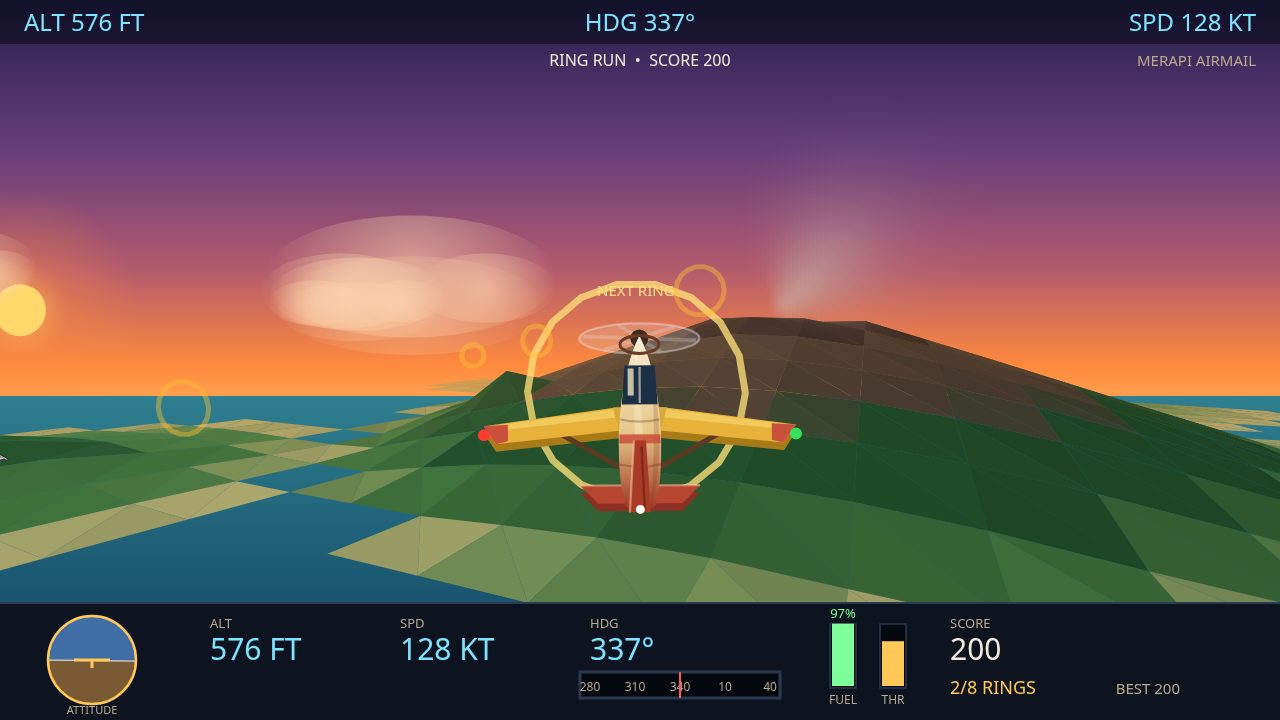 ALT 576 FT
HDG 337°
SPD 128 KT
RING RUN • SCORE 200
MERAPI AIRMAIL
NEXT RING
ALT
576 FT
SPD
128 KT
HDG
337°
280 310 340 10 40
97%
FUEL
THR
SCORE
200
2/8 RINGS
BEST 200
ATTITUDE